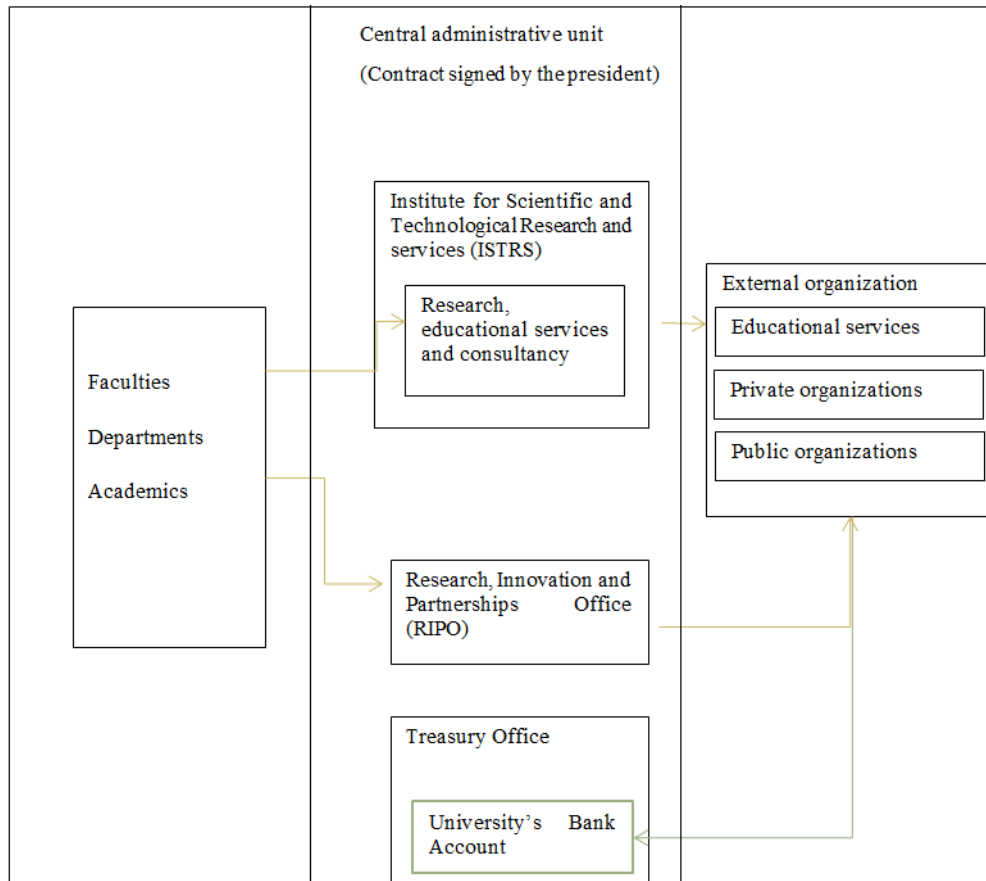 Central administrative unit
(Contract signed by the president)
Institute for Scientific and
Technological Research and
services (ISTRS)
Research,
educational services
and consultancy
External organization
Educational services
Private organizations
Public organizations
Faculties
Departments
Academics
Research, Innovation and
Partnerships Office
(RIPO)
Treasury Office
University’s Bank
Account